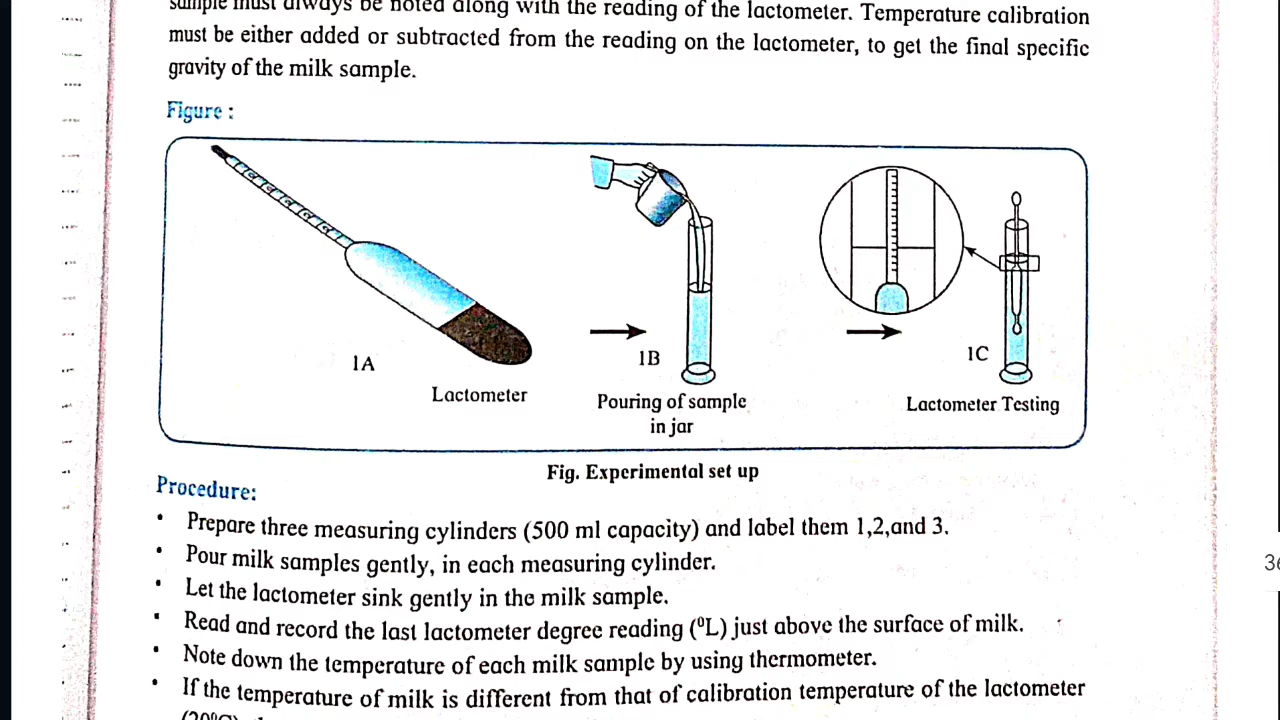 sample must always be noted along with the reading of the lactometer. Temperature calibration
must be either added or subtracted from the reading on the lactometer, to get the final specific
gravity of the milk sample.
Figure :
1A
Lactometer
1B
Pouring of sample
in jar
1C
Lactometer Testing
Fig. Experimental set up
Procedure:
• Prepare three measuring cylinders (500 ml capacity) and label them 1,2,and 3.
• Pour milk samples gently, in each measuring cylinder.
• Let the lactometer sink gently in the milk sample.
• Read and record the last lactometer degree reading (⁰L) just above the surface of milk.
• Note down the temperature of each milk sample by using thermometer.
• If the temperature of milk is different from that of calibration temperature of the lactometer
(20⁰C)